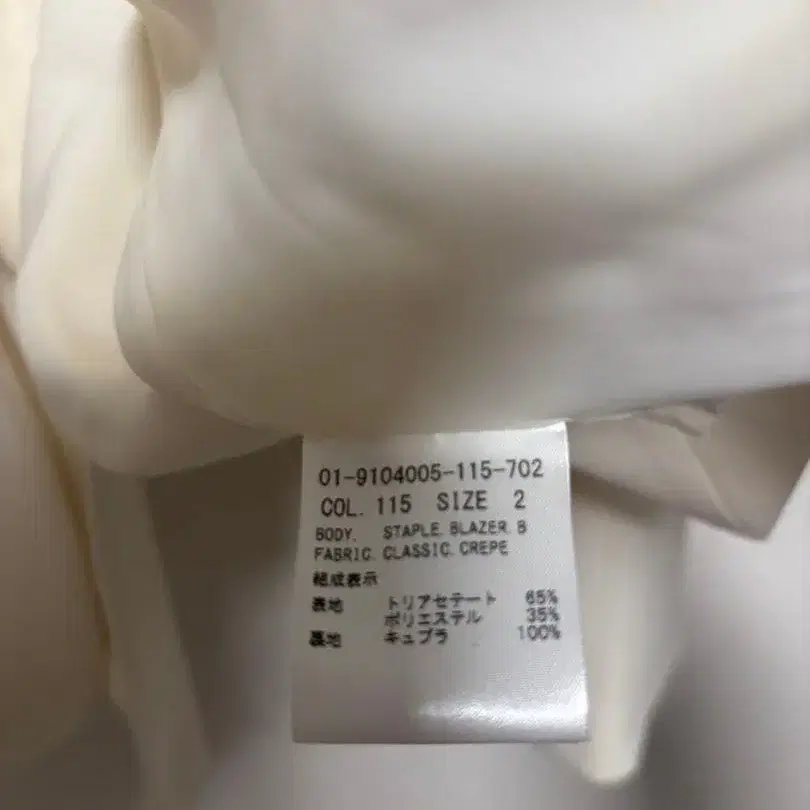 01-9104005-115-702
COL. 115 SIZE 2
BODY. STAPLE.BLAZER.B
FABRIC.CLASSIC.CREPE
組成表示
表地 トリアセテート 65%
ポリエステル 35%
裏地 キュプラ 100%